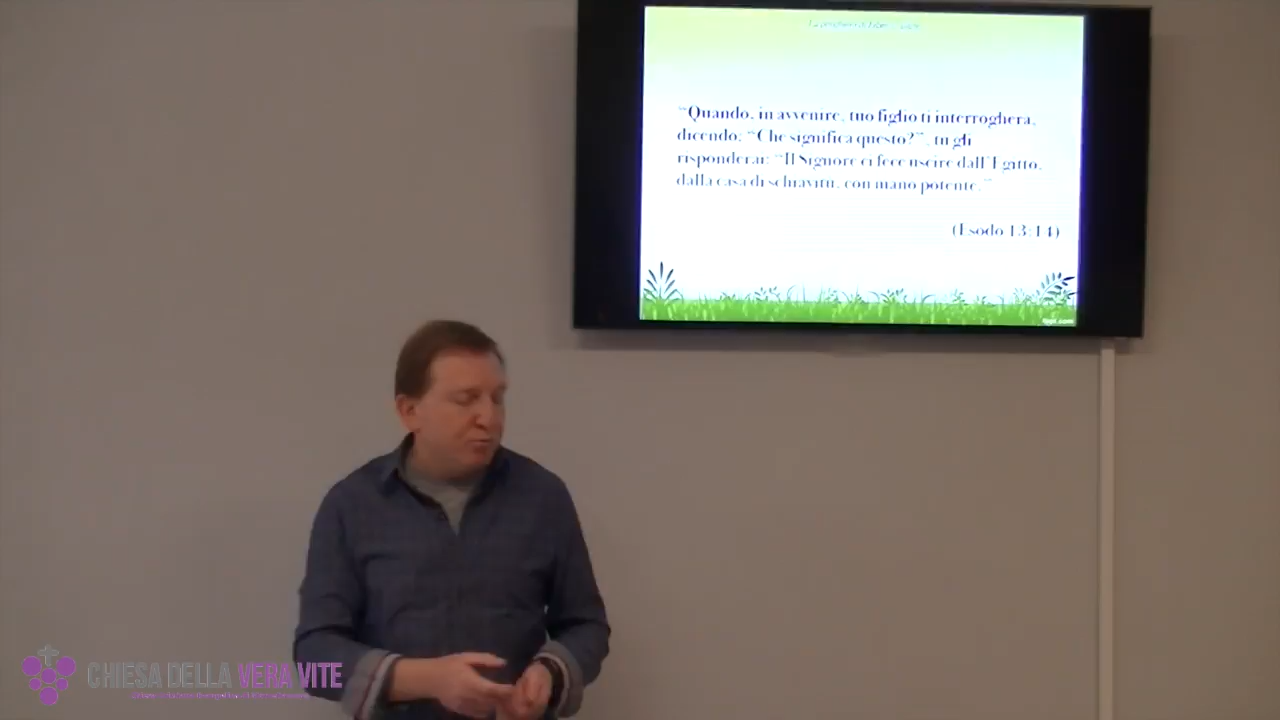 “Quando, in avvenire, tuo figlio ti interrogherà,
dicendo: “Che significa questo?”, tu gli
risponderai: “Il Signore ci fece uscire dall’Egitto,
dalla casa di schiavitù, con mano potente.”
(Esodo 13:14)
CHIESA DELLA VERA VITE